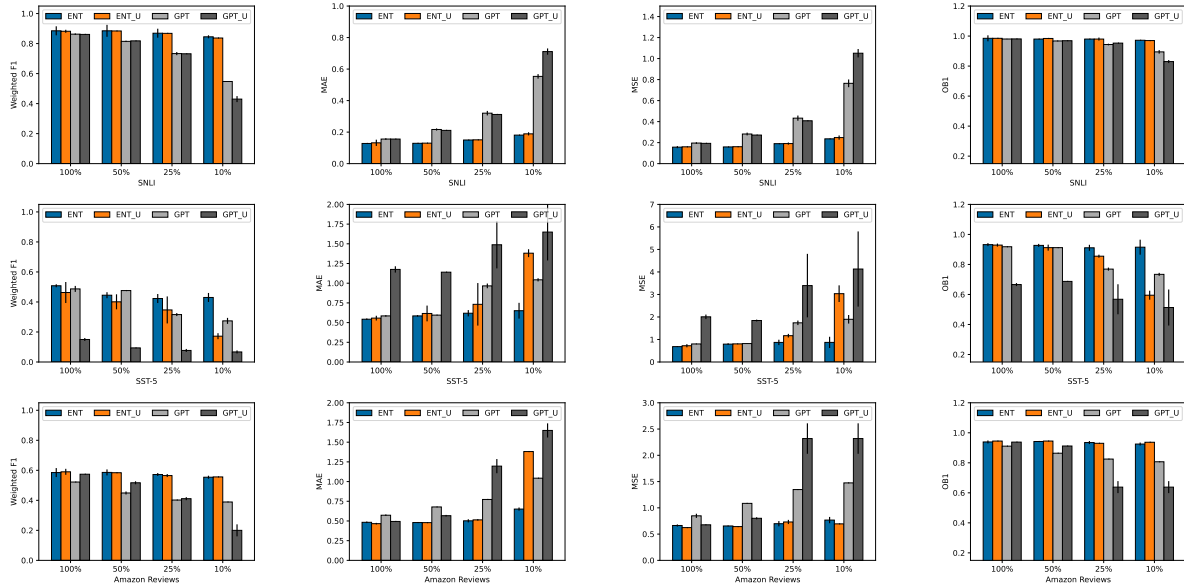 ENT ENT_U GPT GPT_U
Weighted F1
1.0
0.8
0.6
0.4
0.2
0.0
100% 50% 25% 10%
SNLI
ENT ENT_U GPT GPT_U
MAE
1.0
0.8
0.6
0.4
0.2
0.0
100% 50% 25% 10%
SNLI
ENT ENT_U GPT GPT_U
MSE
1.4
1.2
1.0
0.8
0.6
0.4
0.2
0.0
100% 50% 25% 10%
SNLI
ENT ENT_U GPT GPT_U
OB1
1.2
1.0
0.8
0.6
0.4
0.2
100% 50% 25% 10%
SNLI
ENT ENT_U GPT GPT_U
Weighted F1
1.0
0.8
0.6
0.4
0.2
0.0
100% 50% 25% 10%
SST-5
ENT ENT_U GPT GPT_U
MAE
2.00
1.75
1.50
1.25
1.00
0.75
0.50
0.25
0.00
100% 50% 25% 10%
SST-5
ENT ENT_U GPT GPT_U
MSE
7
6
5
4
3
2
1
0
100% 50% 25% 10%
SST-5
ENT ENT_U GPT GPT_U
OB1
1.2
1.0
0.8
0.6
0.4
0.2
100% 50% 25% 10%
SST-5
ENT ENT_U GPT GPT_U
Weighted F1
1.0
0.8
0.6
0.4
0.2
0.0
100% 50% 25% 10%
Amazon Reviews
ENT ENT_U GPT GPT_U
MAE
2.00
1.75
1.50
1.25
1.00
0.75
0.50
0.25
0.00
100% 50% 25% 10%
Amazon Reviews
ENT ENT_U GPT GPT_U
MSE
3.0
2.5
2.0
1.5
1.0
0.5
0.0
100% 50% 25% 10%
Amazon Reviews
ENT ENT_U GPT GPT_U
OB1
1.2
1.0
0.8
0.6
0.4
0.2
100% 50% 25% 10%
Amazon Reviews